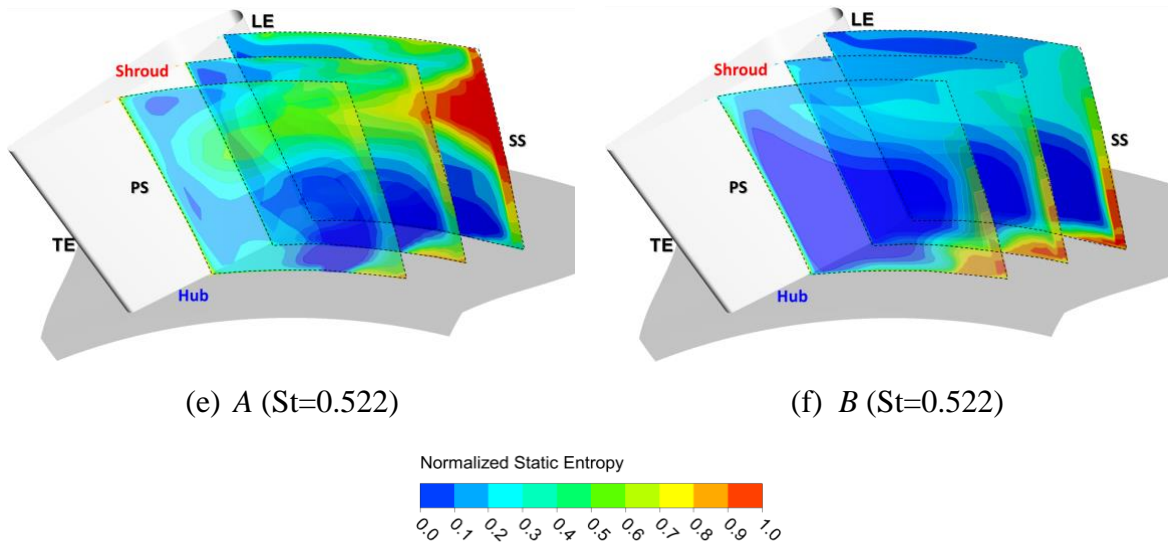 LE
Shroud
SS
PS
TE
Hub
LE
Shroud
SS
PS
TE
Hub
(e) A (St=0.522)
(f) B (St=0.522)
Normalized Static Entropy
0.0 0.1 0.2 0.3 0.4 0.5 0.6 0.7 0.8 0.9 1.0